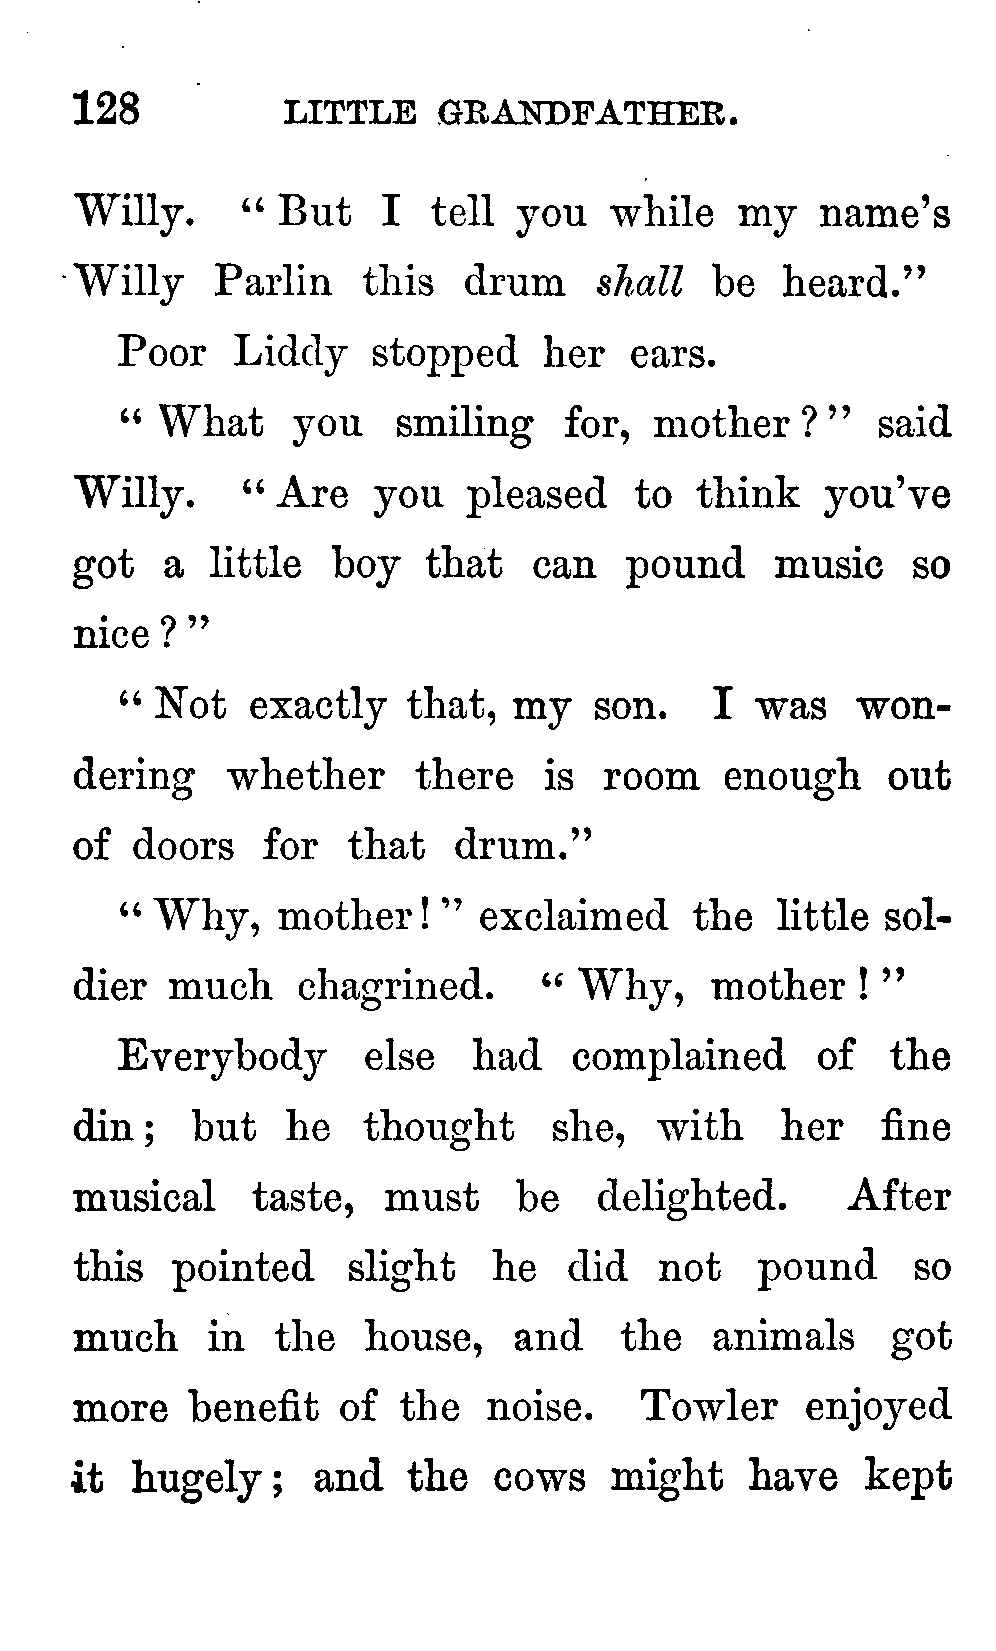 128 LITTLE GRANDFATHER.
Willy. “But I tell you while my name’s
Willy Parlin this drum shall be heard.”
Poor Liddy stopped her ears.
“What you smiling for, mother?” said
Willy. “Are you pleased to think you’ve
got a little boy that can pound music so
nice?”
“Not exactly that, my son. I was won-
dering whether there is room enough out
of doors for that drum.”
“Why, mother!” exclaimed the little sol-
dier much chagrined. “Why, mother!”
Everybody else had complained of the
din; but he thought she, with her fine
musical taste, must be delighted. After
this pointed slight he did not pound so
much in the house, and the animals got
more benefit of the noise. Towler enjoyed
it hugely; and the cows might have kept